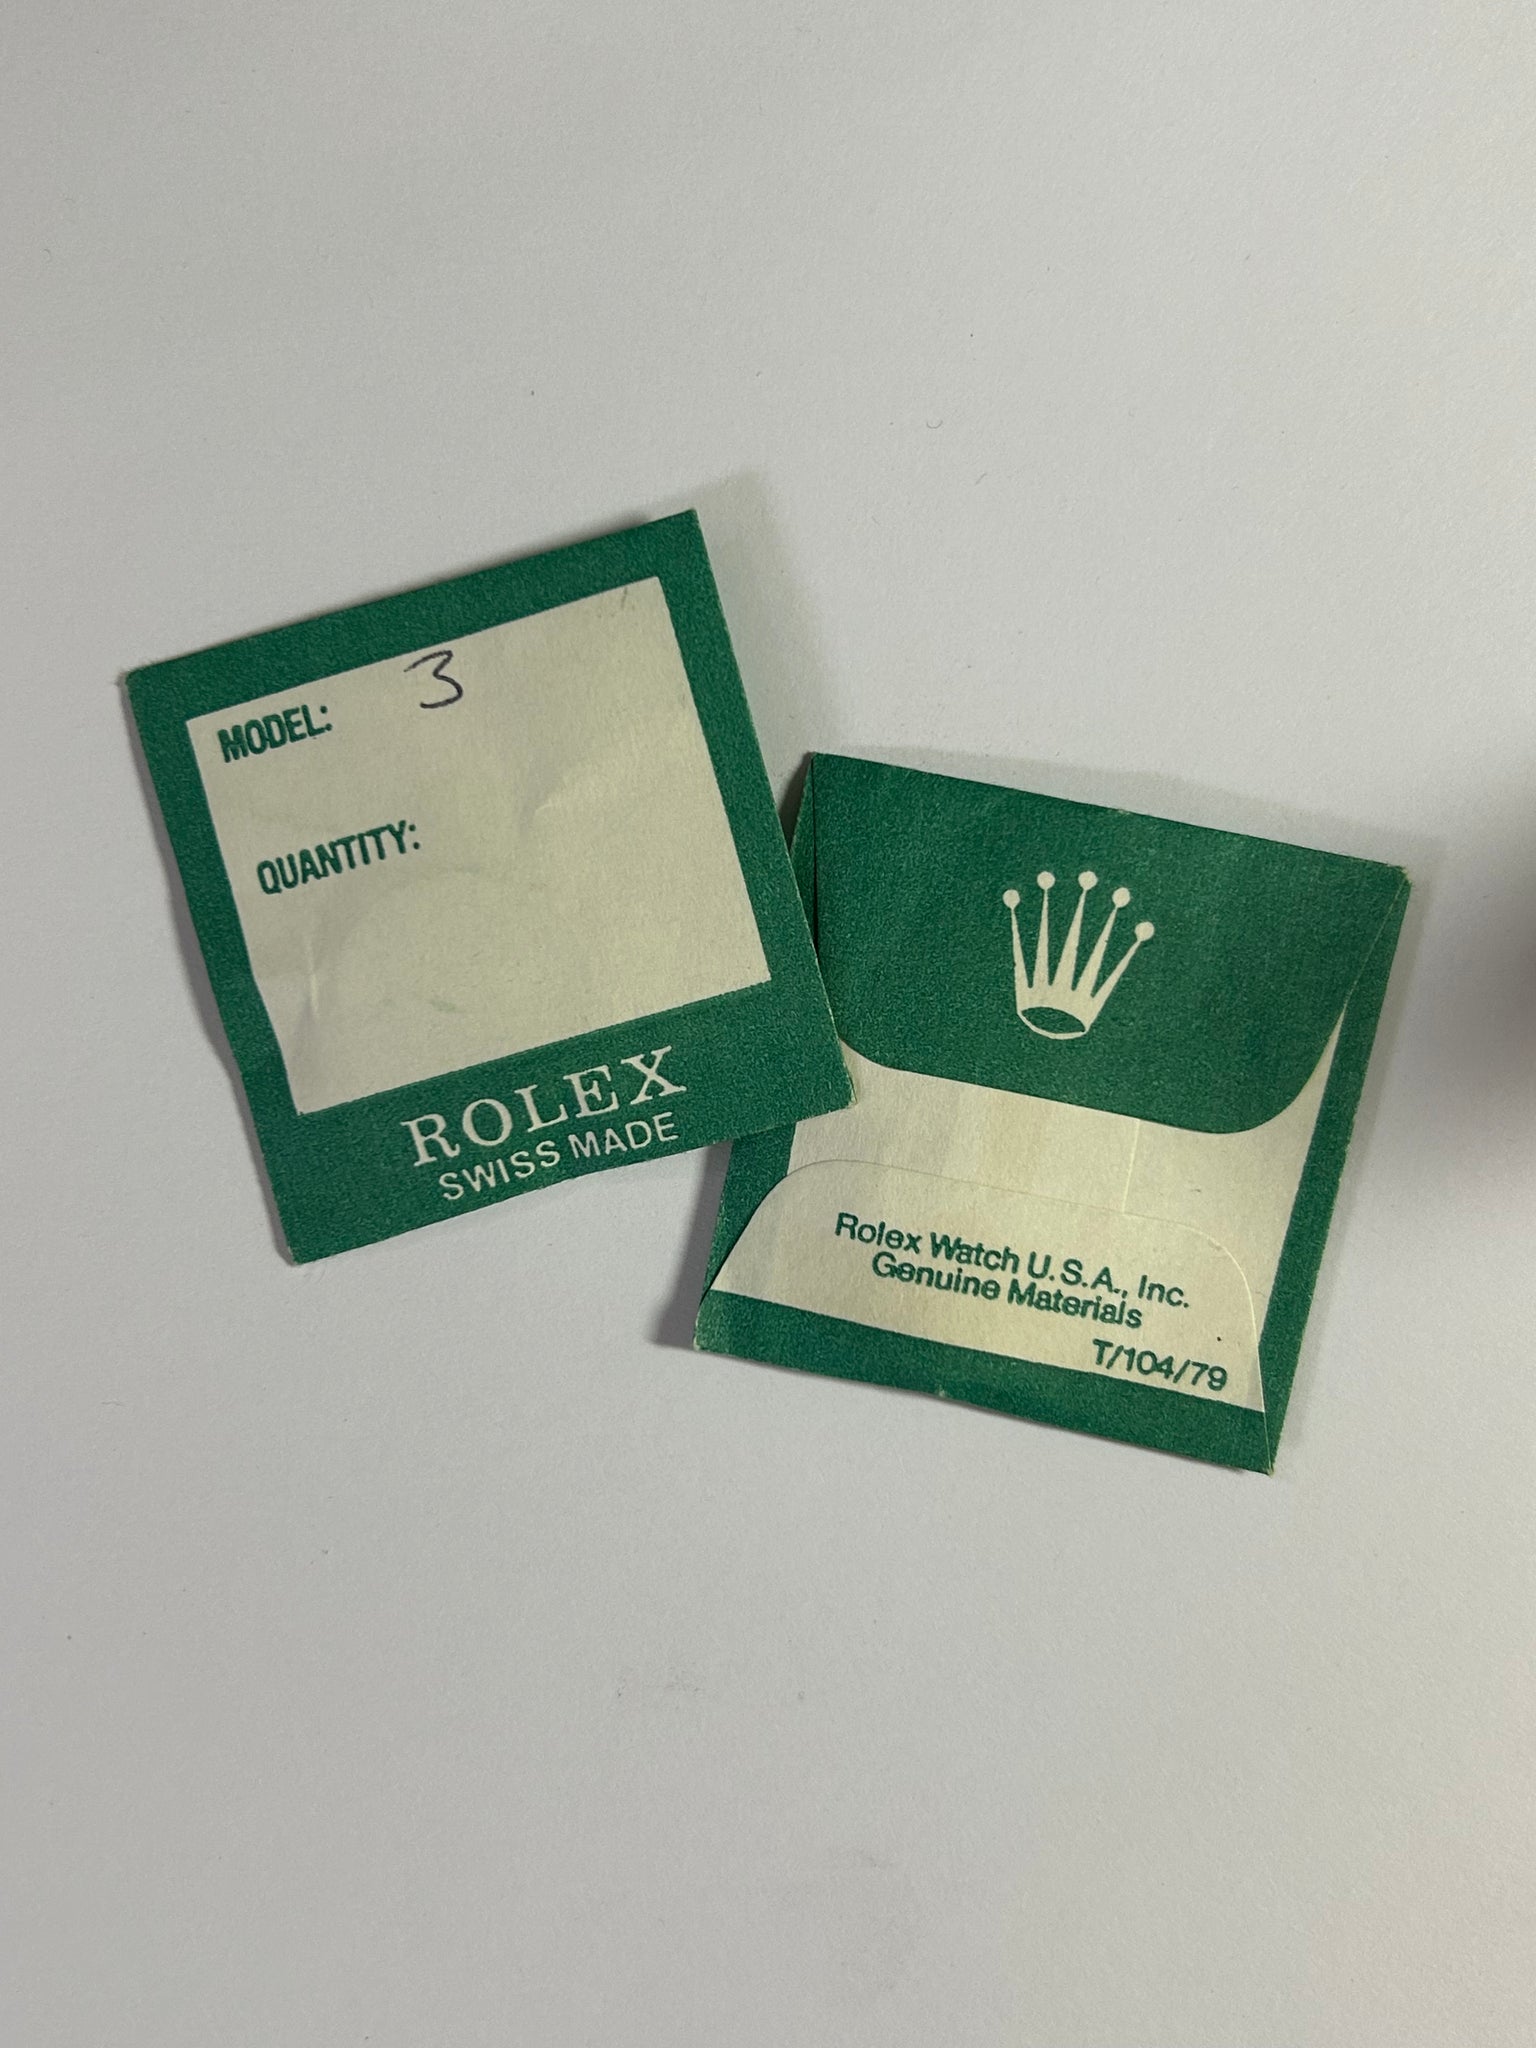 MODEL: 3
QUANTITY:
ROLEX
SWISS MADE
Rolex Watch U.S.A., Inc.
Genuine Materials
T/104/79